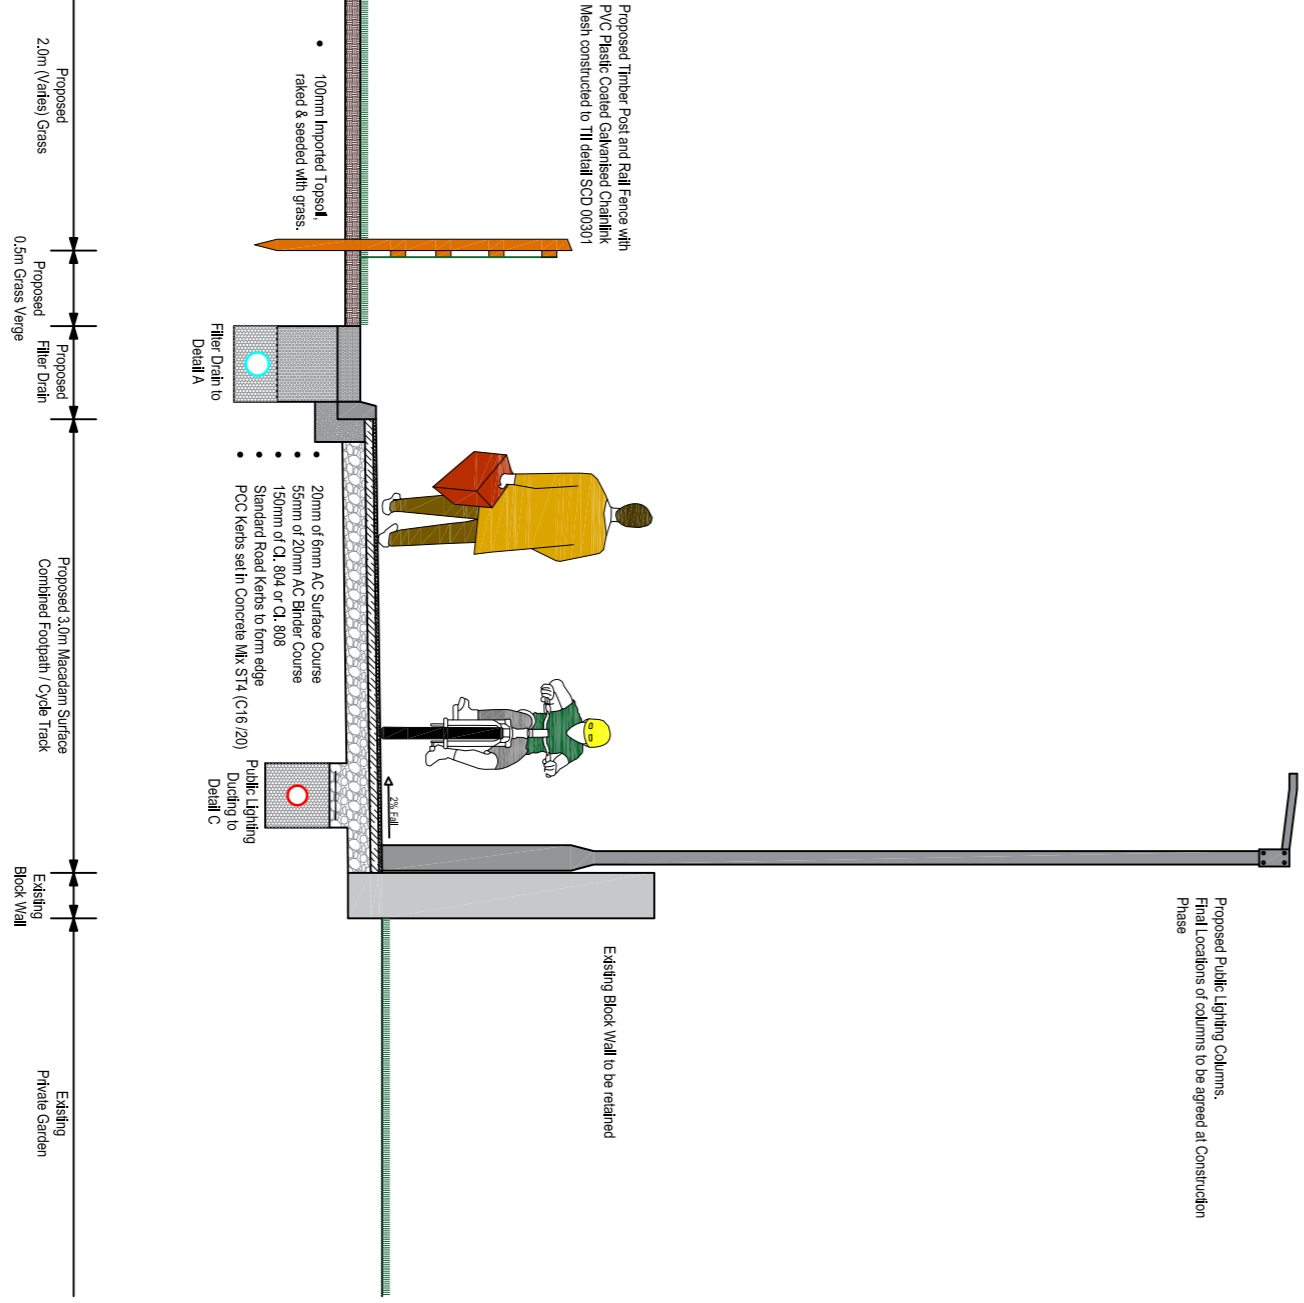 Proposed Timber Post and Rail Fence with
PVC Plastic Coated Galvanised Chainlink
Mesh constructed to TII detail SCD 00301
Proposed Public Lighting Columns.
Final Locations of columns to be agreed at Construction
Phase
Existing Block Wall to be retained
2% Fall
• 100mm Imported Topsoil,
raked & seeded with grass.
• 20mm of 6mm AC Surface Course
• 55mm of 20mm AC Binder Course
• 150mm of Cl. 804 or Cl. 808
• Standard Road Kerbs to form edge
• PCC Kerbs set in Concrete Mix ST4 (C16 /20)
Filter Drain to
Detail A
Public Lighting
Ducting to
Detail C
Proposed
2.0m (Varies) Grass
Proposed
0.5m Grass Verge
Proposed
Filter Drain
Proposed 3.0m Macadam Surface
Combined Footpath / Cycle Track
Existing
Block Wall
Existing
Private Garden